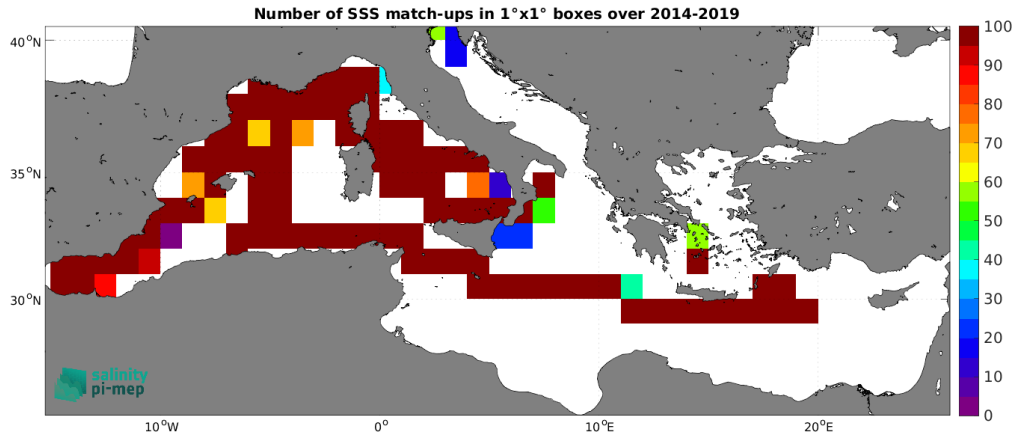 Number of SSS match-ups in 1°x1° boxes over 2014-2019
40°N
35°N
30°N
10°W
0°
10°E
20°E
100
90
80
70
60
50
40
30
20
10
0
salinity
pi-mep